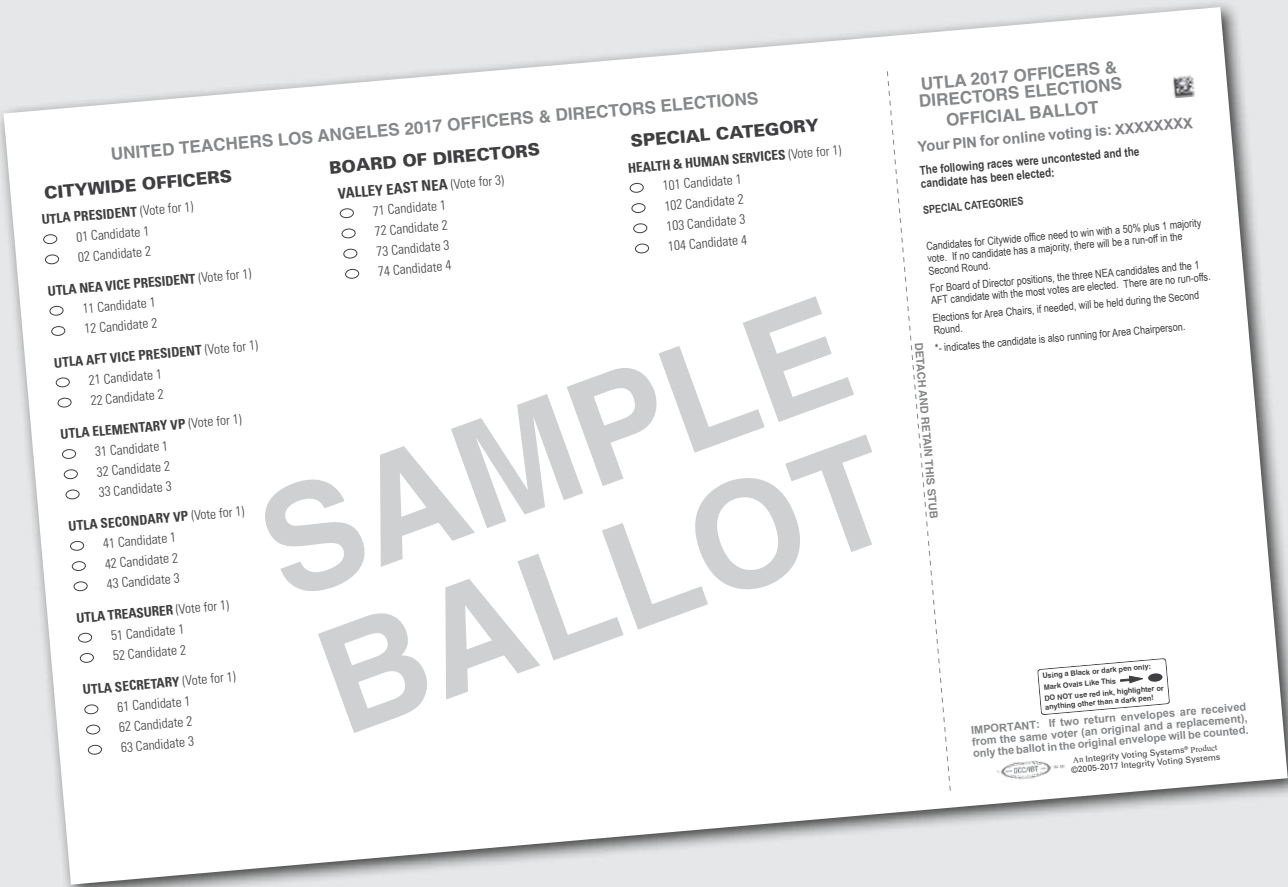 UNITED TEACHERS LOS ANGELES 2017 OFFICERS & DIRECTORS ELECTIONS
CITYWIDE OFFICERS
UTLA PRESIDENT (Vote for 1)
01 Candidate 1
02 Candidate 2
UTLA NEA VICE PRESIDENT (Vote for 1)
11 Candidate 1
12 Candidate 2
UTLA AFT VICE PRESIDENT (Vote for 1)
21 Candidate 1
22 Candidate 2
UTLA ELEMENTARY VP (Vote for 1)
31 Candidate 1
32 Candidate 2
33 Candidate 3
UTLA SECONDARY VP (Vote for 1)
41 Candidate 1
42 Candidate 2
43 Candidate 3
UTLA TREASURER (Vote for 1)
51 Candidate 1
52 Candidate 2
UTLA SECRETARY (Vote for 1)
61 Candidate 1
62 Candidate 2
63 Candidate 3
BOARD OF DIRECTORS
VALLEY EAST NEA (Vote for 3)
71 Candidate 1
72 Candidate 2
73 Candidate 3
74 Candidate 4
SPECIAL CATEGORY
HEALTH & HUMAN SERVICES (Vote for 1)
101 Candidate 1
102 Candidate 2
103 Candidate 3
104 Candidate 4
SAMPLE
BALLOT
DETACH AND RETAIN THIS STUB
UTLA 2017 OFFICERS &
DIRECTORS ELECTIONS
OFFICIAL BALLOT
Your PIN for online voting is: XXXXXXXX
The following races were uncontested and the
candidate has been elected:
SPECIAL CATEGORIES
Candidates for Citywide office need to win with a 50% plus 1 majority
vote. If no candidate has a majority, there will be a run-off in the
Second Round.
For Board of Director positions, the three NEA candidates and the 1
AFT candidate with the most votes are elected. There are no run-offs.
Elections for Area Chairs, if needed, will be held during the Second
Round.
*- indicates the candidate is also running for Area Chairperson.
Using a Black or dark pen only:
Mark Ovals Like This
DO NOT use red ink, highlighter or
anything other than a dark pen!
IMPORTANT: If two return envelopes are received
from the same voter (an original and a replacement),
only the ballot in the original envelope will be counted.
An Integrity Voting Systems® Product
©2005-2017 Integrity Voting Systems